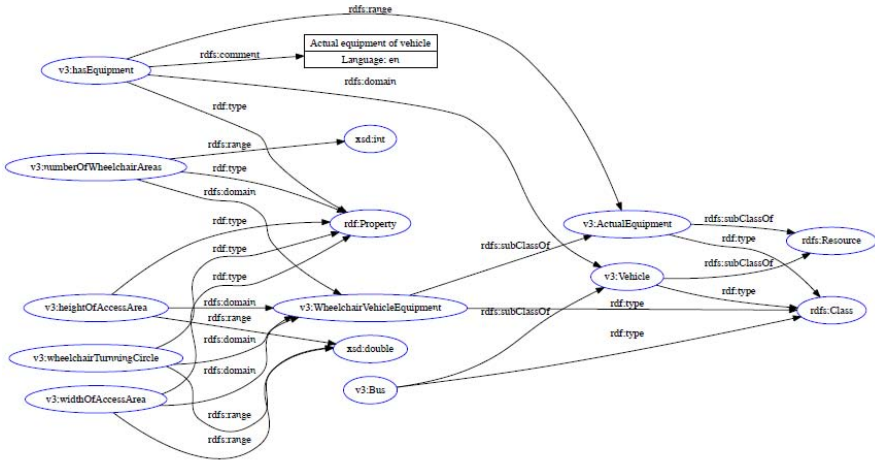 rdfs:range
Actual equipment of vehicle
rdfs:comment
Language: en
v3:hasEquipment
rdfs:domain
rdf:type
xsd:int
rdfs:range
v3:numberOfWheelchairAreas
rdf:type
rdfs:domain
rdf:Property
v3:ActualEquipment
rdfs:subClassOf
rdf:type
rdf:type
rdfs:Resource
rdfs:subClassOf
rdf:type
rdfs:subClassOf
v3:Vehicle
rdf:type
rdf:type
v3:heightOfAccessArea
rdfs:domain
v3:WheelchairVehicleEquipment
rdf:type
rdfs:Class
rdfs:range
rdfs:subClassOf
rdf:type
rdfs:domain
xsd:double
v3:wheelchairTurnningCircle
rdfs:domain
v3:Bus
v3:widthOfAccessArea
rdfs:range
rdfs:range